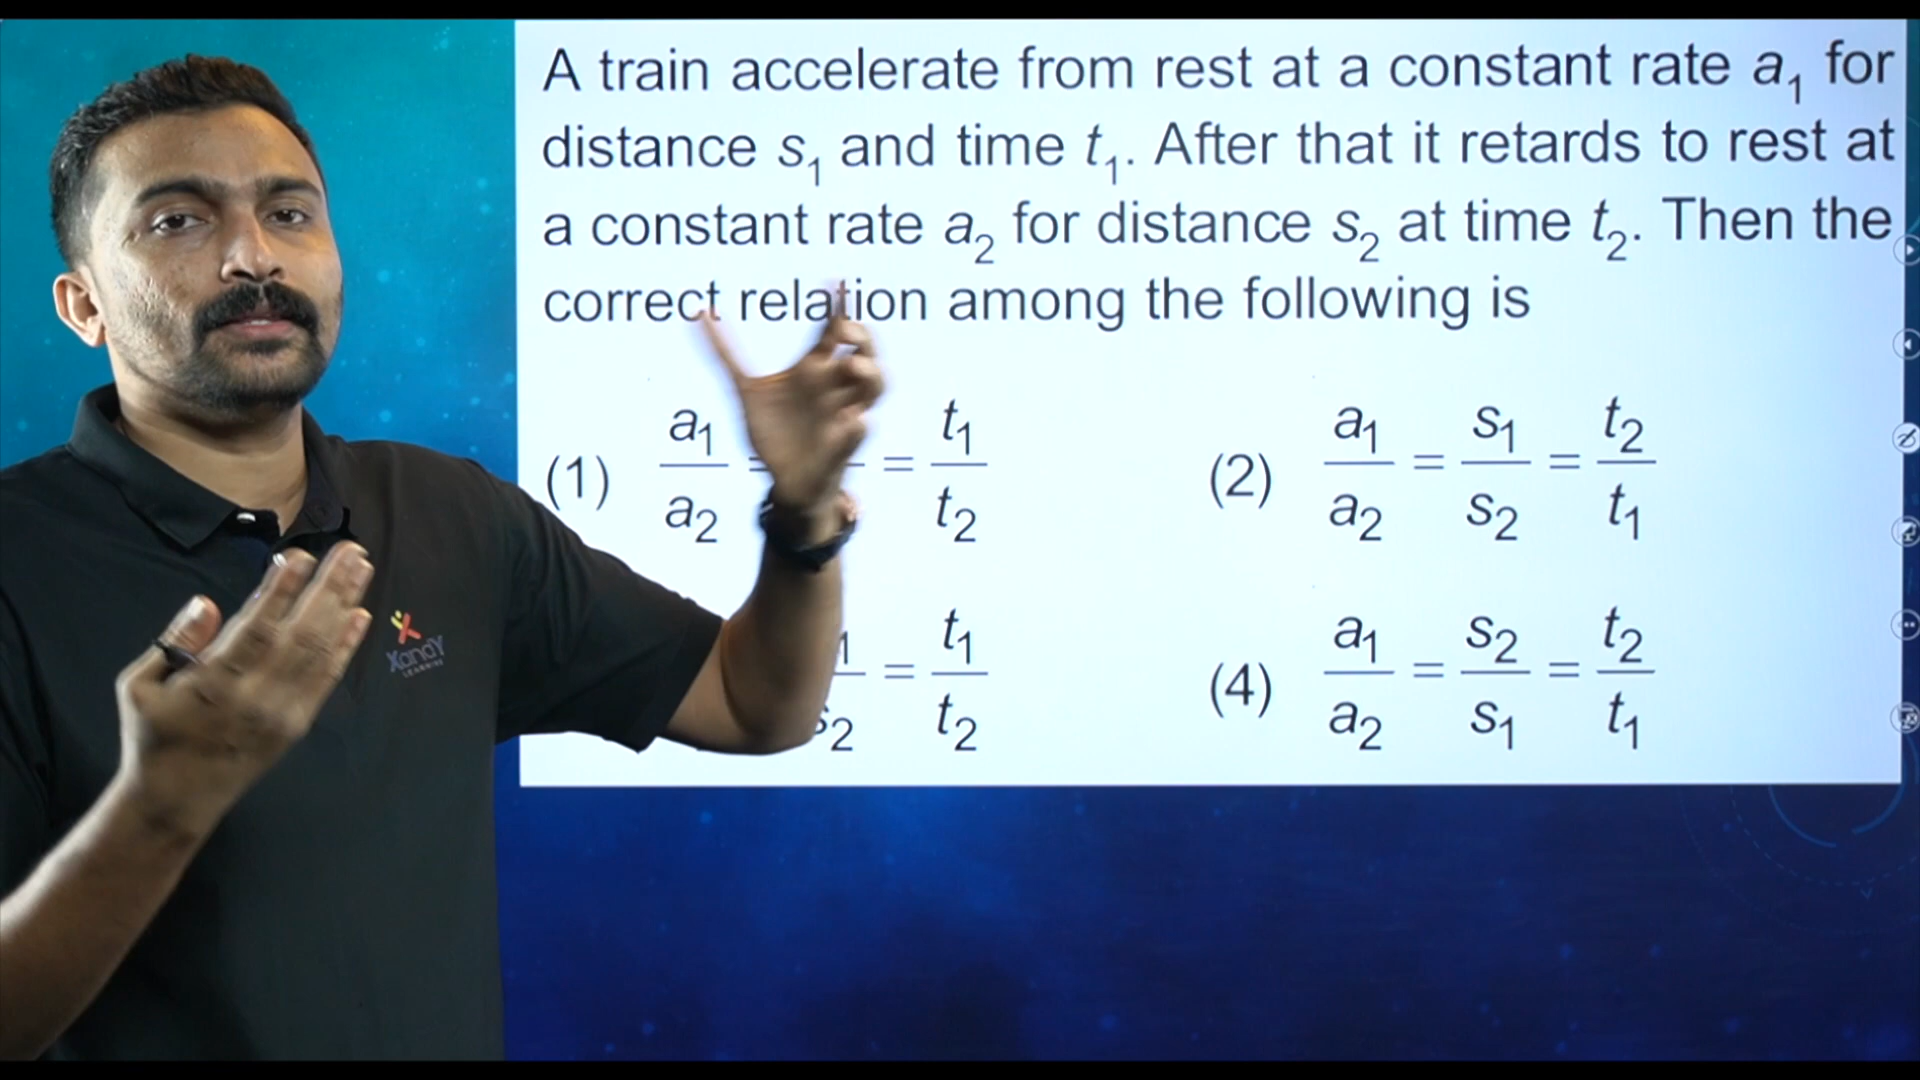 A train accelerate from rest at a constant rate a₁ for
distance s₁ and time t₁. After that it retards to rest at
a constant rate a₂ for distance s₂ at time t₂. Then the
correct relation among the following is
(1) a₁/a₂ = = t₁/t₂
(2) a₁/a₂ = s₁/s₂ = t₂/t₁
s₂ = t₁/t₂
(4) a₁/a₂ = s₂/s₁ = t₂/t₁
XandY
LEARNING